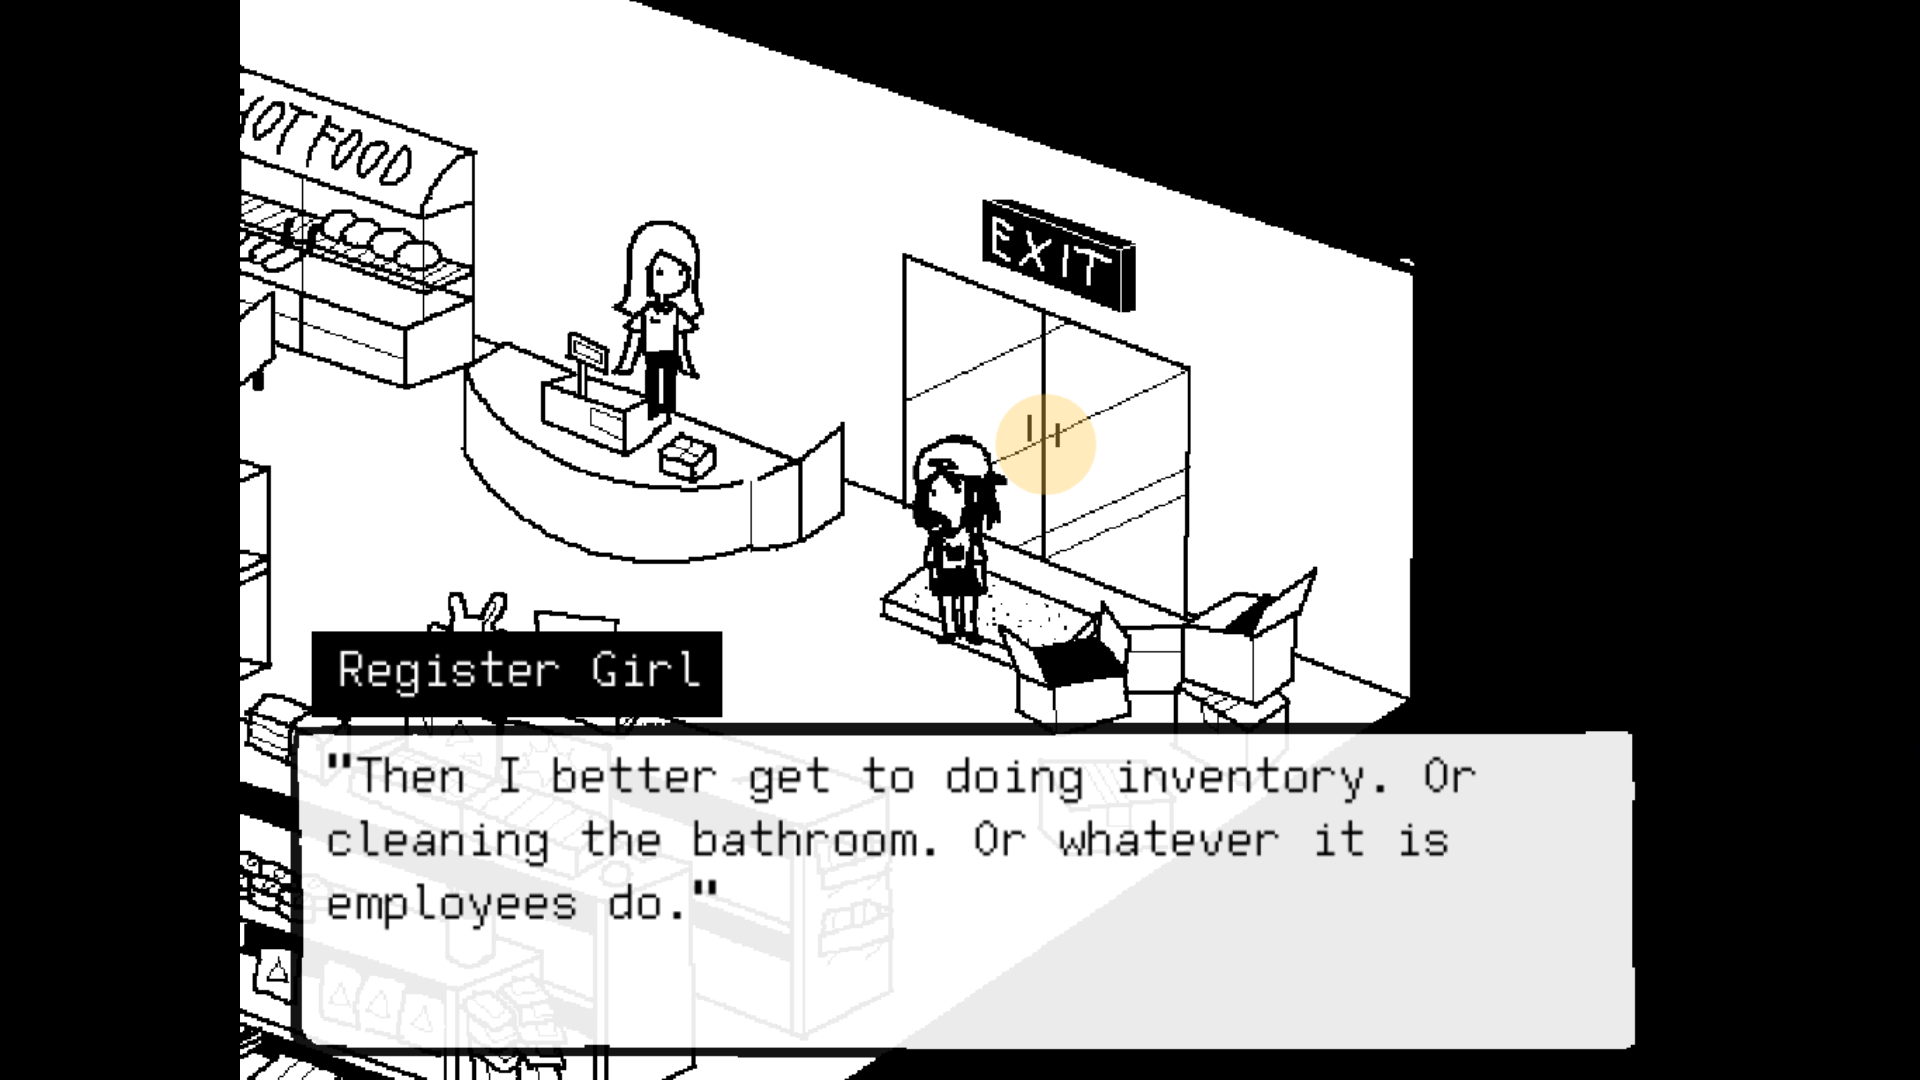 HOT FOOD
EXIT
Register Girl
"Then I better get to doing inventory. Or
cleaning the bathroom. Or whatever it is
employees do."